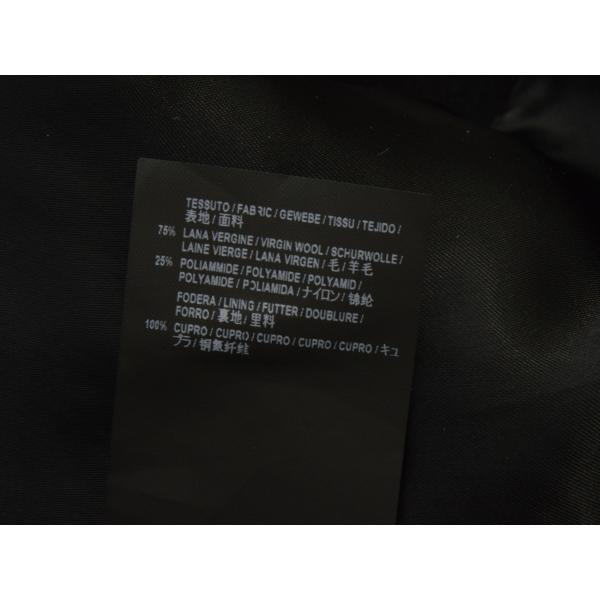 TESSUTO / FABRIC / GEWEBE / TISSU / TEJIDO /
表地 / 面料
75% LANA VERGINE / VIRGIN WOOL / SCHURWOLLE /
LAINE VIERGE / LANA VIRGEN / 毛 / 羊毛
25% POLIAMMIDE / POLYAMIDE / POLYAMID /
POLYAMIDE / POLIAMIDA / ナイロン / 锦纶
FODERA / LINING / FUTTER / DOUBLURE /
FORRO / 裏地 / 里料
100% CUPRO / CUPRO / CUPRO / CUPRO / CUPRO / キュ
プラ / 铜氨纤维